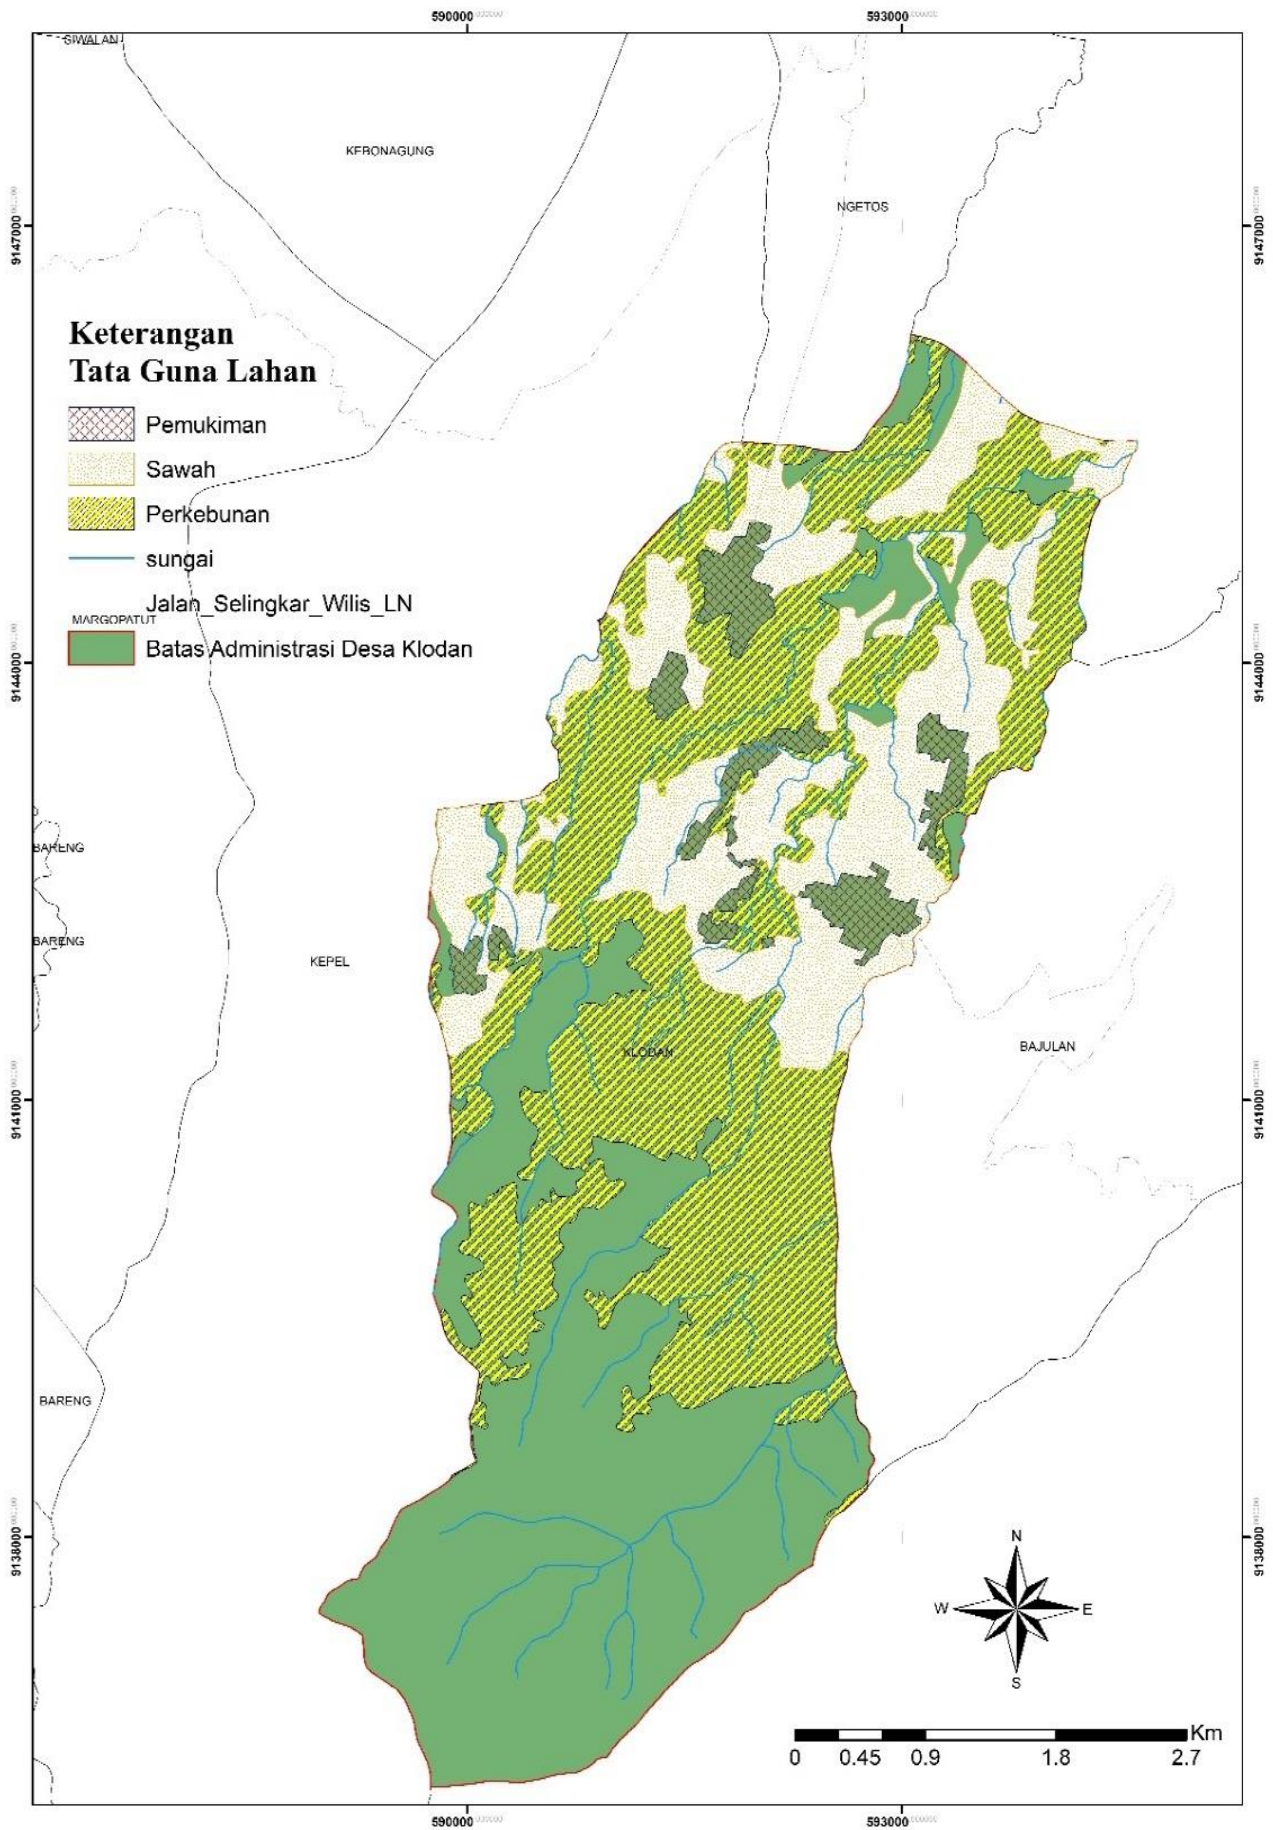 590000
593000
SIWALAN
KEBONAGUNG
NGETOS
9147000
9147000
Keterangan
Tata Guna Lahan
Pemukiman
Sawah
Perkebunan
sungai
Jalan_Selingkar_Wilis_LN
MARGOPATUT
Batas Administrasi Desa Klodan
9144000
9144000
BARENG
BARENG
KEPEL
KLODAN
BAJULAN
9141000
9141000
BARENG
9138000
9138000
N
W
E
S
Km
0
0.45
0.9
1.8
2.7
590000
593000